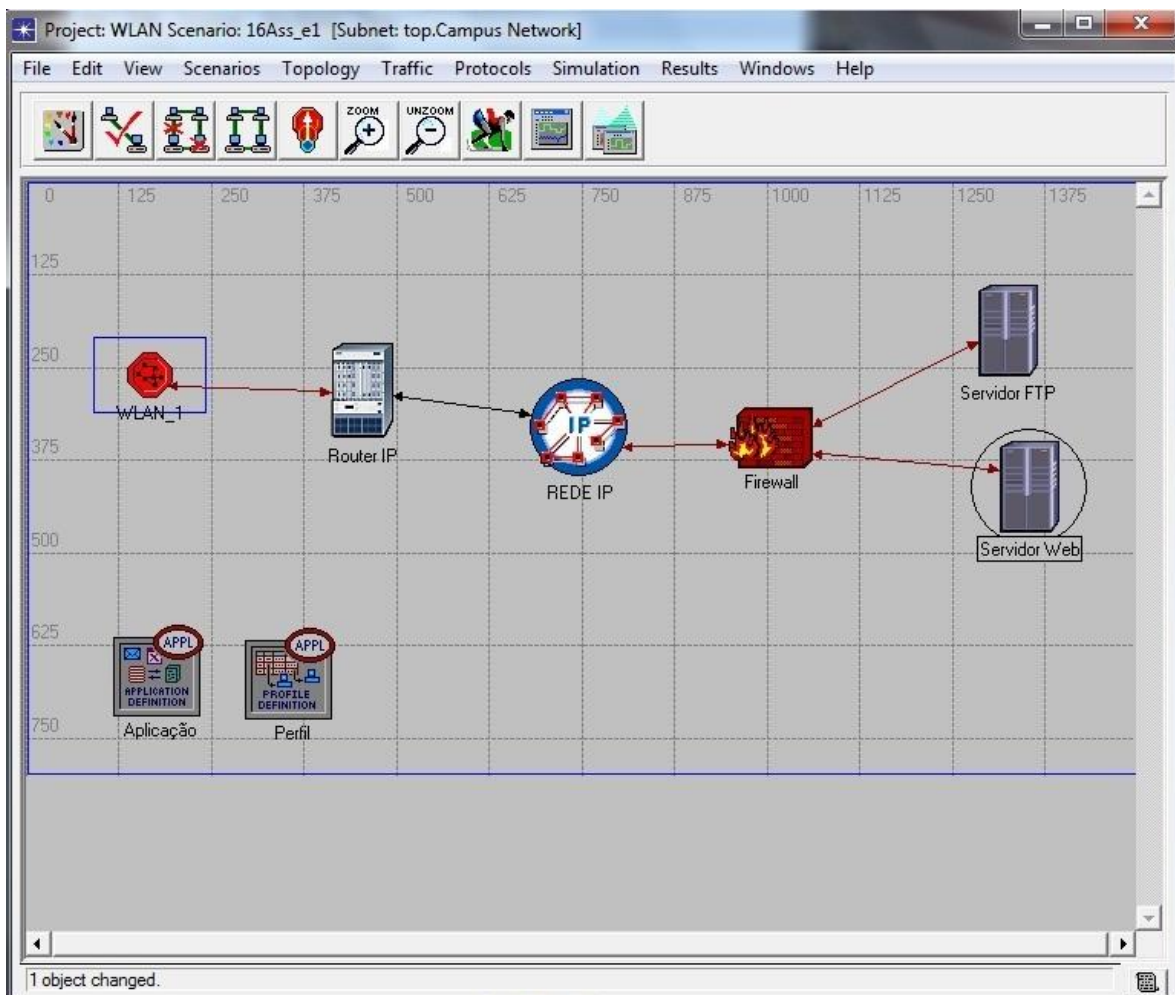 Project: WLAN Scenario: 16Ass_e1 [Subnet: top.Campus Network]
File Edit View Scenarios Topology Traffic Protocols Simulation Results Windows Help
ZOOM UNZOOM
0 125 250 375 500 625 750 875 1000 1125 1250 1375
125
250
375
500
625
750
WLAN_1
Router IP
IP
REDE IP
Firewall
Servidor FTP
Servidor Web
APPL
APPLICATION
DEFINITION
Aplicação
APPL
PROFILE
DEFINITION
Perfil
1 object changed.